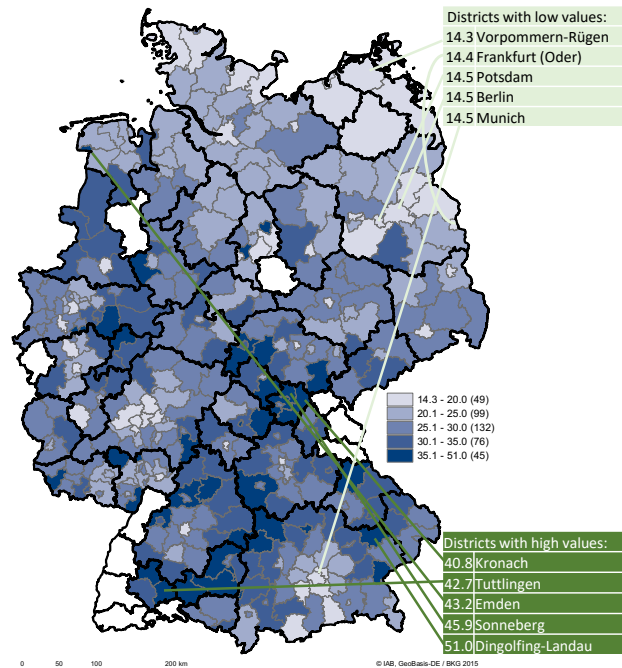 Districts with low values:
14.3 Vorpommern-Rügen
14.4 Frankfurt (Oder)
14.5 Potsdam
14.5 Berlin
14.5 Munich
14.3 - 20.0 (49)
20.1 - 25.0 (99)
25.1 - 30.0 (132)
30.1 - 35.0 (76)
35.1 - 51.0 (45)
Districts with high values:
40.8 Kronach
42.7 Tuttlingen
43.2 Emden
45.9 Sonneberg
51.0 Dingolfing-Landau
0 50 100 200 km
© IAB, GeoBasis-DE / BKG 2015